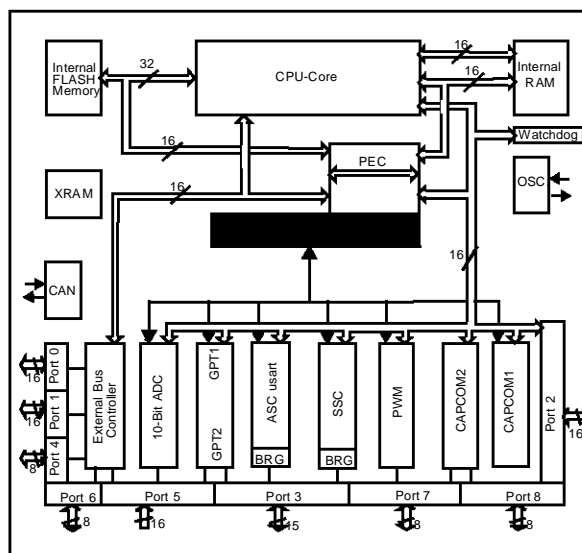 Internal
FLASH
Memory
32
CPU-Core
16
16
Internal
RAM
Watchdog
16
PEC
16
XRAM
OSC
16
CAN
Port 0
16
Port 1
16
Port 4
8
External Bus
Controller
10-Bit ADC
GPT1
GPT2
ASC usart
BRG
SSC
BRG
PWM
CAPCOM2
CAPCOM1
Port 2
16
Port 6
Port 5
Port 3
Port 7
Port 8
8
16
15
8
8